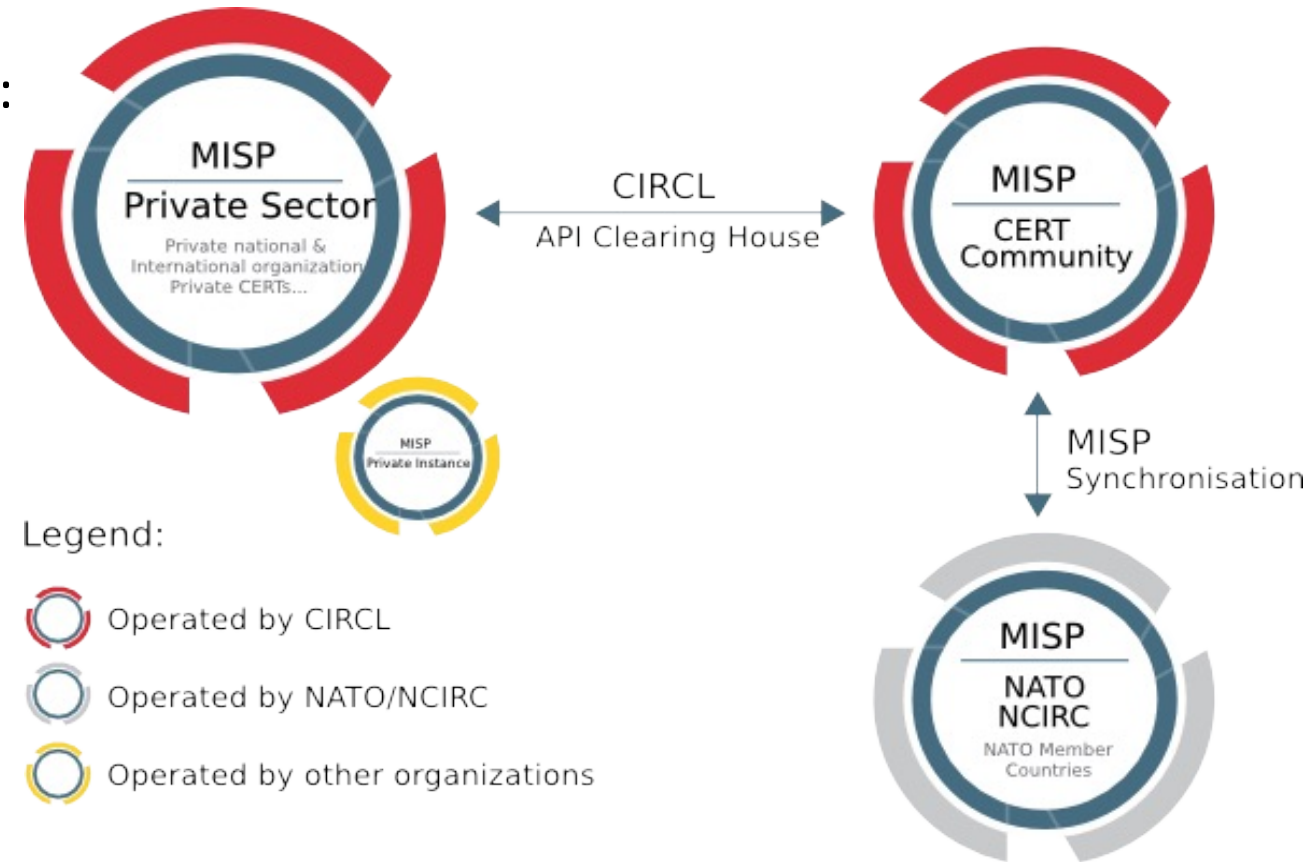 :
MISP
Private Sector
Private national &
International organization
Private CERTs...
CIRCL
API Clearing House
MISP
CERT
Community
MISP
Private Instance
MISP
Synchronisation
Legend:
Operated by CIRCL
Operated by NATO/NCIRC
Operated by other organizations
MISP
NATO
NCIRC
NATO Member
Countries